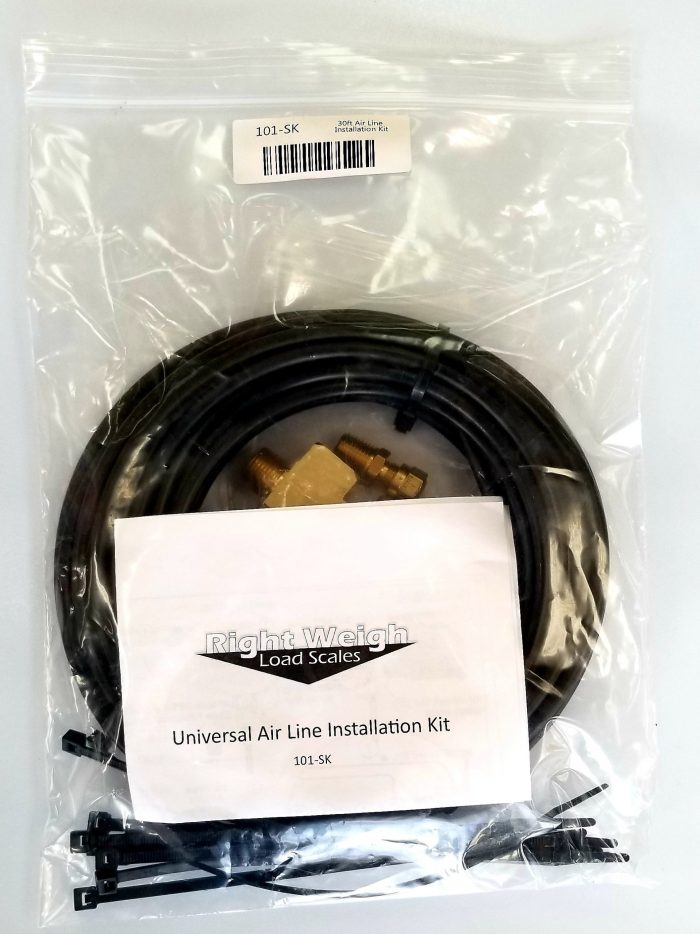 101-SK
30ft Air Line
Installation Kit
Right Weigh
Load Scales
Universal Air Line Installation Kit
101-SK